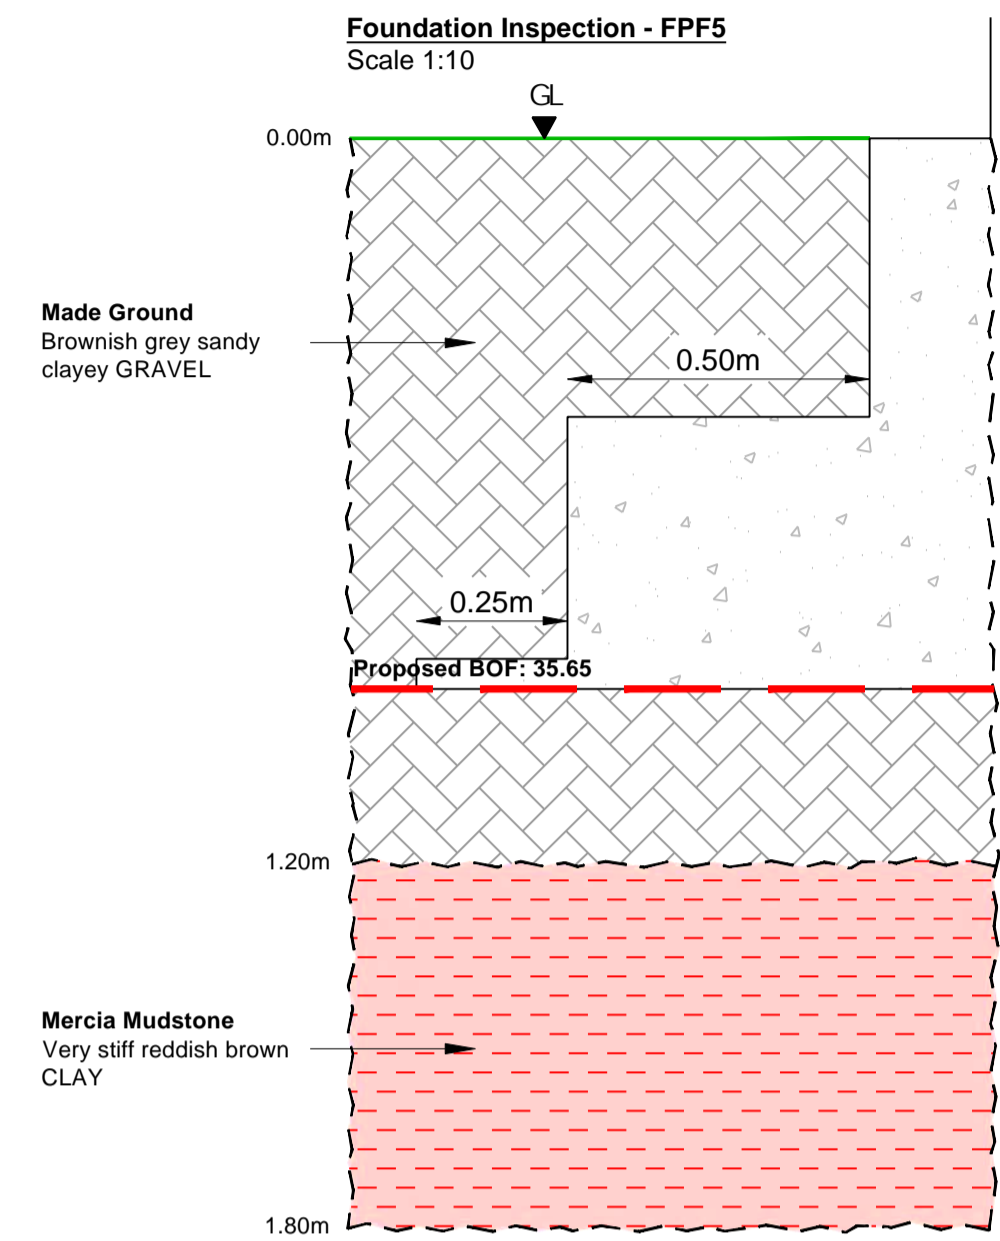 Foundation Inspection - FPF5
Scale 1:10
GL
0.00m
Made Ground
Brownish grey sandy
clayey GRAVEL
0.50m
0.25m
Proposed BOF: 35.65
1.20m
Mercia Mudstone
Very stiff reddish brown
CLAY
1.80m